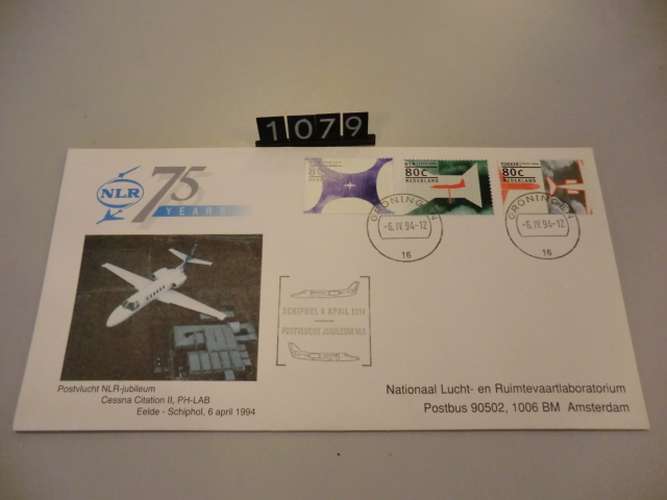 1079
NLR 75
YEARS
80c
NEDERLAND
80c
NEDERLAND
GRONINGEN
-6.IV.94-12
16
GRONINGEN
-6.IV.94-12
16
SCHIPHOL 6 APRIL 1994
POSTVLUCHT JUBILEUM NLR
Postvlucht NLR-jubileum
Cessna Citation II, PH-LAB
Eelde - Schiphol, 6 april 1994
Nationaal Lucht- en Ruimtevaartlaboratorium
Postbus 90502, 1006 BM Amsterdam